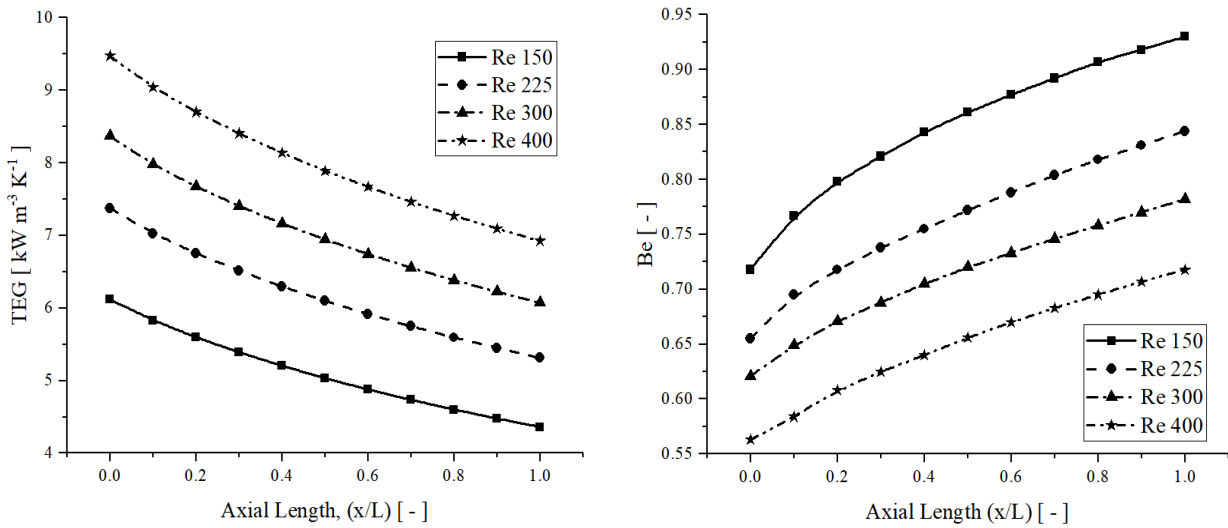 10
9
8
7
6
5
4
TEG [ kW m⁻³ K⁻¹ ]
Re 150
Re 225
Re 300
Re 400
0.0 0.2 0.4 0.6 0.8 1.0
Axial Length, (x/L) [ - ]
0.95
0.90
0.85
0.80
0.75
0.70
0.65
0.60
0.55
Be [ - ]
Re 150
Re 225
Re 300
Re 400
0.0 0.2 0.4 0.6 0.8 1.0
Axial Length (x/L) [ - ]